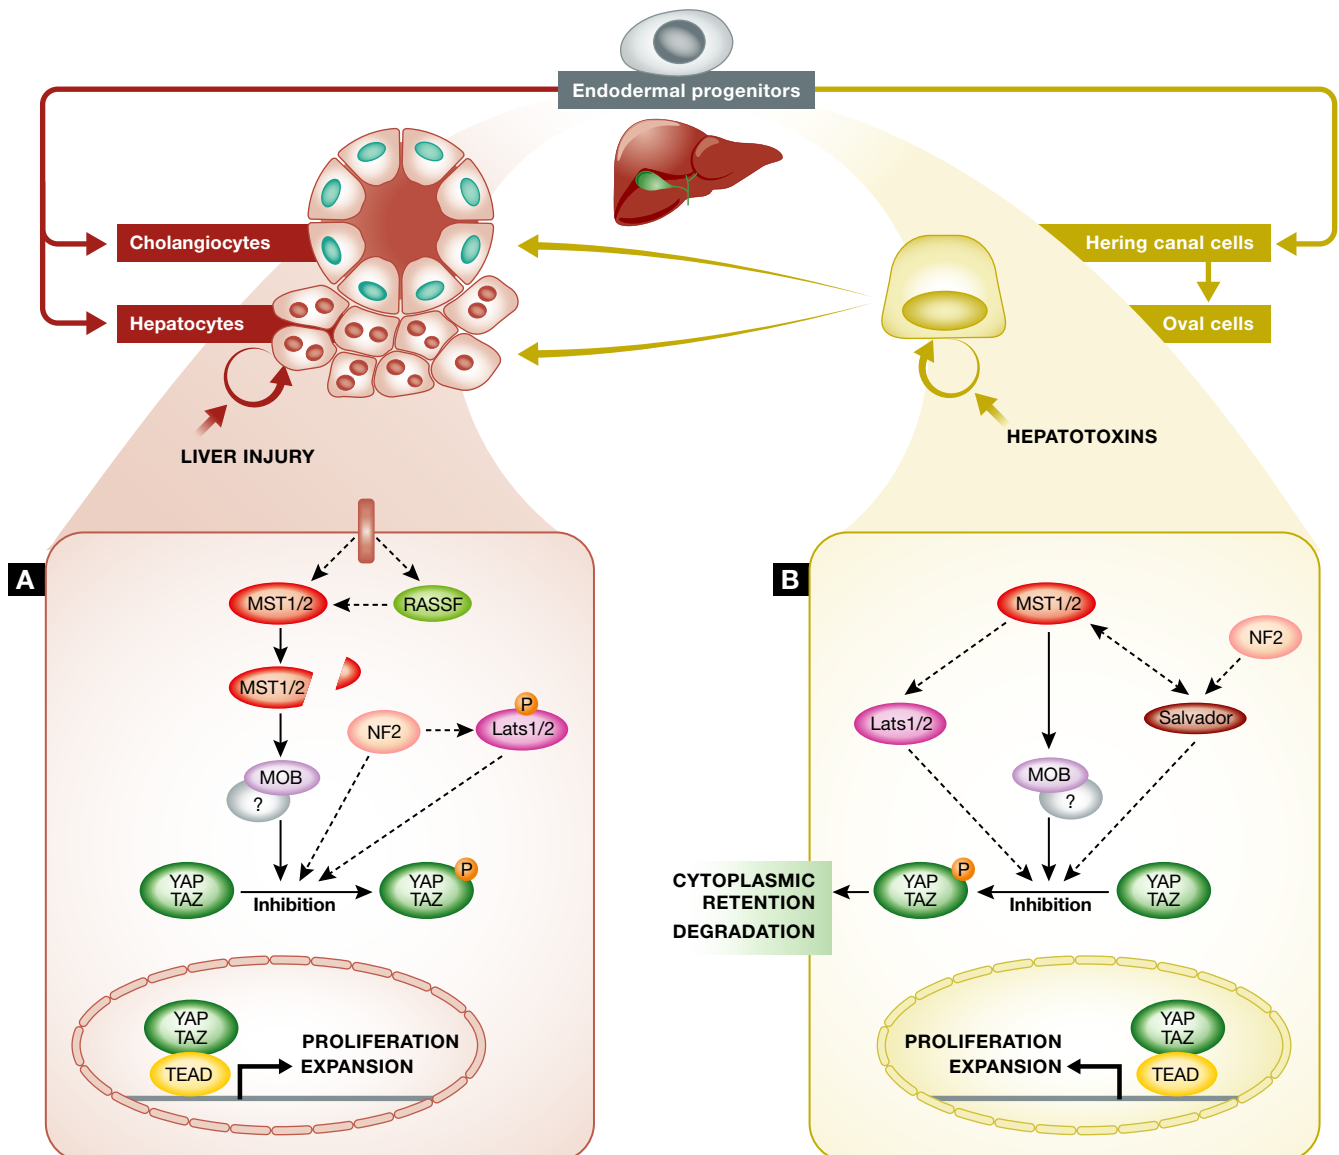 Endodermal progenitors
Cholangiocytes
Hering canal cells
Hepatocytes
Oval cells
LIVER INJURY
HEPATOTOXINS
A
MST1/2
RASSF
MST1/2
NF2
P
Lats1/2
MOB
?
YAP
TAZ
Inhibition
YAP
TAZ
P
YAP
TAZ
TEAD
PROLIFERATION
EXPANSION
B
MST1/2
NF2
Lats1/2
Salvador
MOB
?
CYTOPLASMIC
RETENTION
DEGRADATION
YAP
TAZ
P
Inhibition
YAP
TAZ
PROLIFERATION
EXPANSION
YAP
TAZ
TEAD